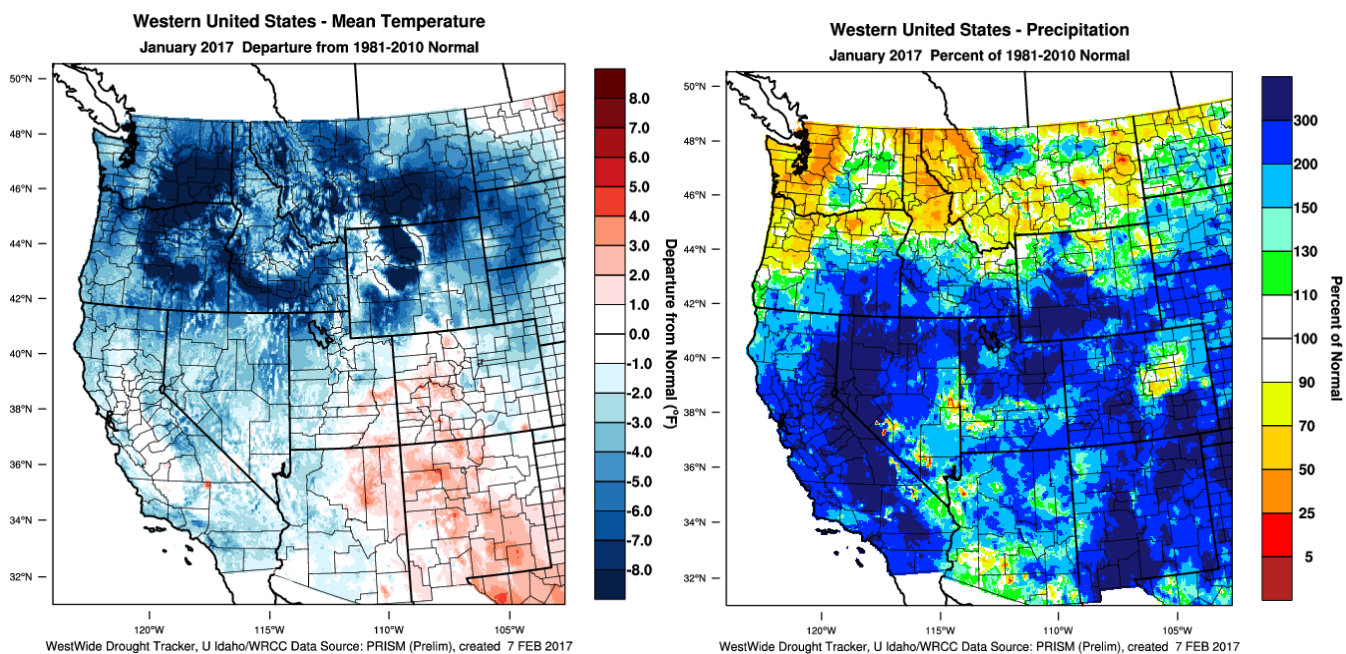 Western United States - Mean Temperature
January 2017 Departure from 1981-2010 Normal
50°N
48°N
46°N
44°N
42°N
40°N
38°N
36°N
34°N
32°N
120°W
115°W
110°W
105°W
8.0
7.0
6.0
5.0
4.0
3.0
2.0
1.0
0.0
-1.0
-2.0
-3.0
-4.0
-5.0
-6.0
-7.0
-8.0
Departure from Normal (°F)
WestWide Drought Tracker, U Idaho/WRCC Data Source: PRISM (Prelim), created 7 FEB 2017
Western United States - Precipitation
January 2017 Percent of 1981-2010 Normal
50°N
48°N
46°N
44°N
42°N
40°N
38°N
36°N
34°N
32°N
120°W
115°W
110°W
105°W
300
200
150
130
110
100
90
70
50
25
5
Percent of Normal
WestWide Drought Tracker, U Idaho/WRCC Data Source: PRISM (Prelim), created 7 FEB 2017